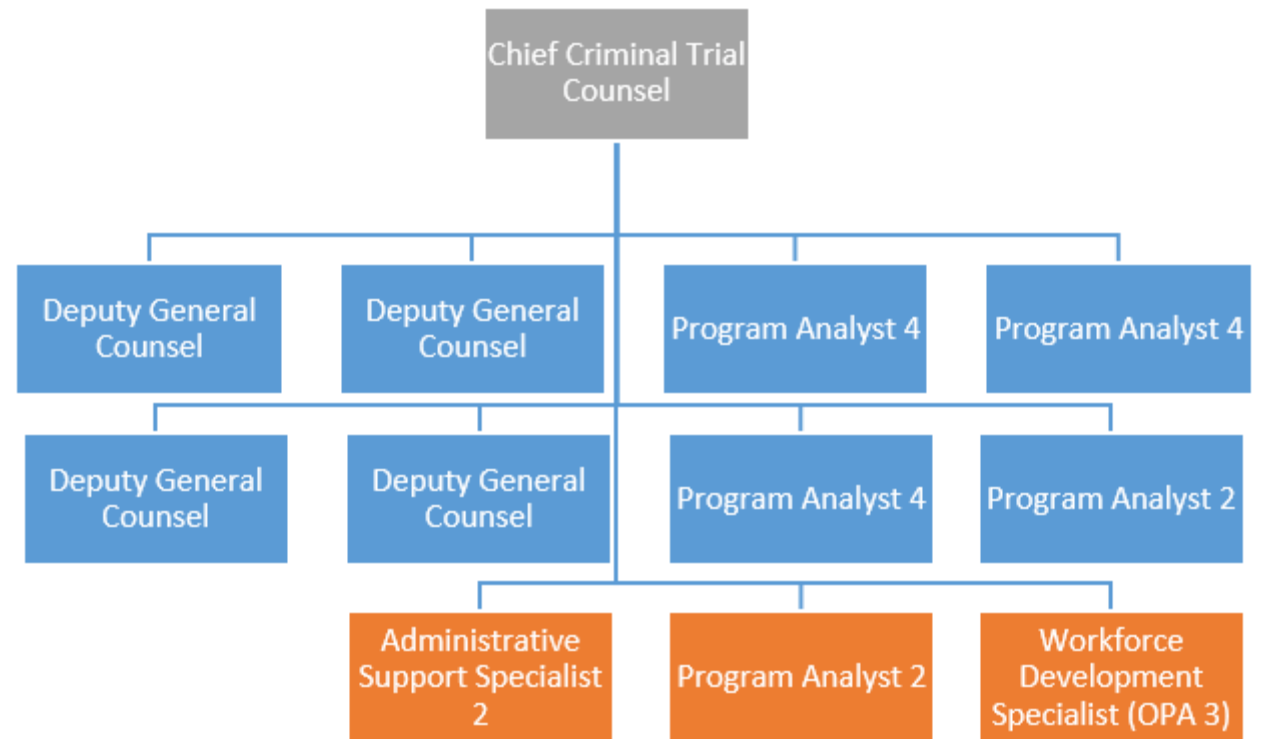 Chief Criminal Trial
Counsel
Deputy General
Counsel
Deputy General
Counsel
Program Analyst 4
Program Analyst 4
Deputy General
Counsel
Deputy General
Counsel
Program Analyst 4
Program Analyst 2
Administrative
Support Specialist
2
Program Analyst 2
Workforce
Development
Specialist (OPA 3)